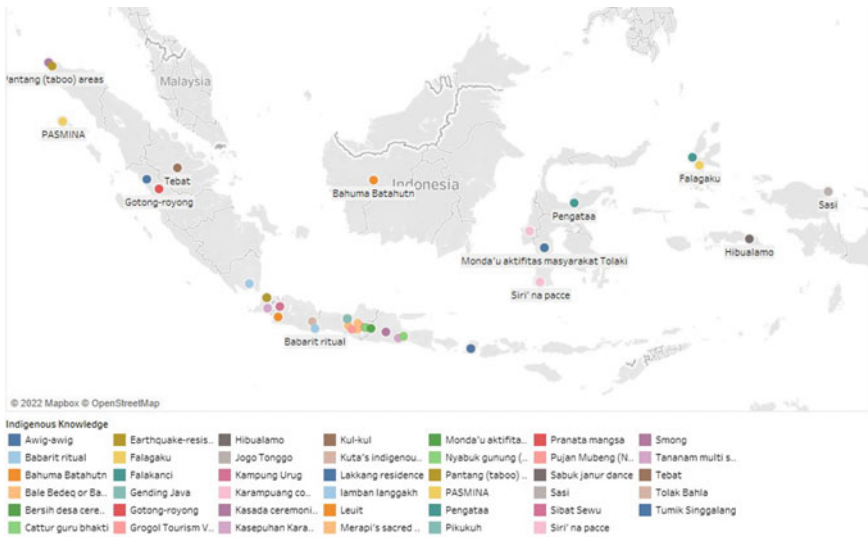 Pantang (taboo) areas
Malaysia
PASMINA
Tebat
Gotong-royong
Bahuma Batahutn
Indonesia
Falagaku
Pengataa
Sasi
Hibualamo
Monda'u aktifitas masyarakat Tolaki
Siri' na pacce
Babarit ritual
© 2022 Mapbox © OpenStreetMap
Indigenous Knowledge
Awig-awig
Babarit ritual
Bahuma Batahutn
Bale Bedeq or Ba..
Bersih desa cere..
Cattur guru bhakti
Earthquake-resis..
Falagaku
Falakanci
Gending Java
Gotong-royong
Grogol Tourism V..
Hibualamo
Jogo Tonggo
Kampung Urug
Karampuang co..
Kasada ceremoni..
Kasepuhan Kara..
Kul-kul
Kuta's indigenou..
Lakkang residence
lamban langgakh
Leuit
Merapi's sacred ..
Monda'u aktifita..
Nyabuk gunung (..
Pantang (taboo) ..
PASMINA
Pengataa
Pikukuh
Pranata mangsa
Pujan Mubeng (N..
Sabuk janur dance
Sasi
Sibat Sewu
Siri' na pacce
Smong
Tananam multi s..
Tebat
Tolak Bahla
Tumik Singgalang